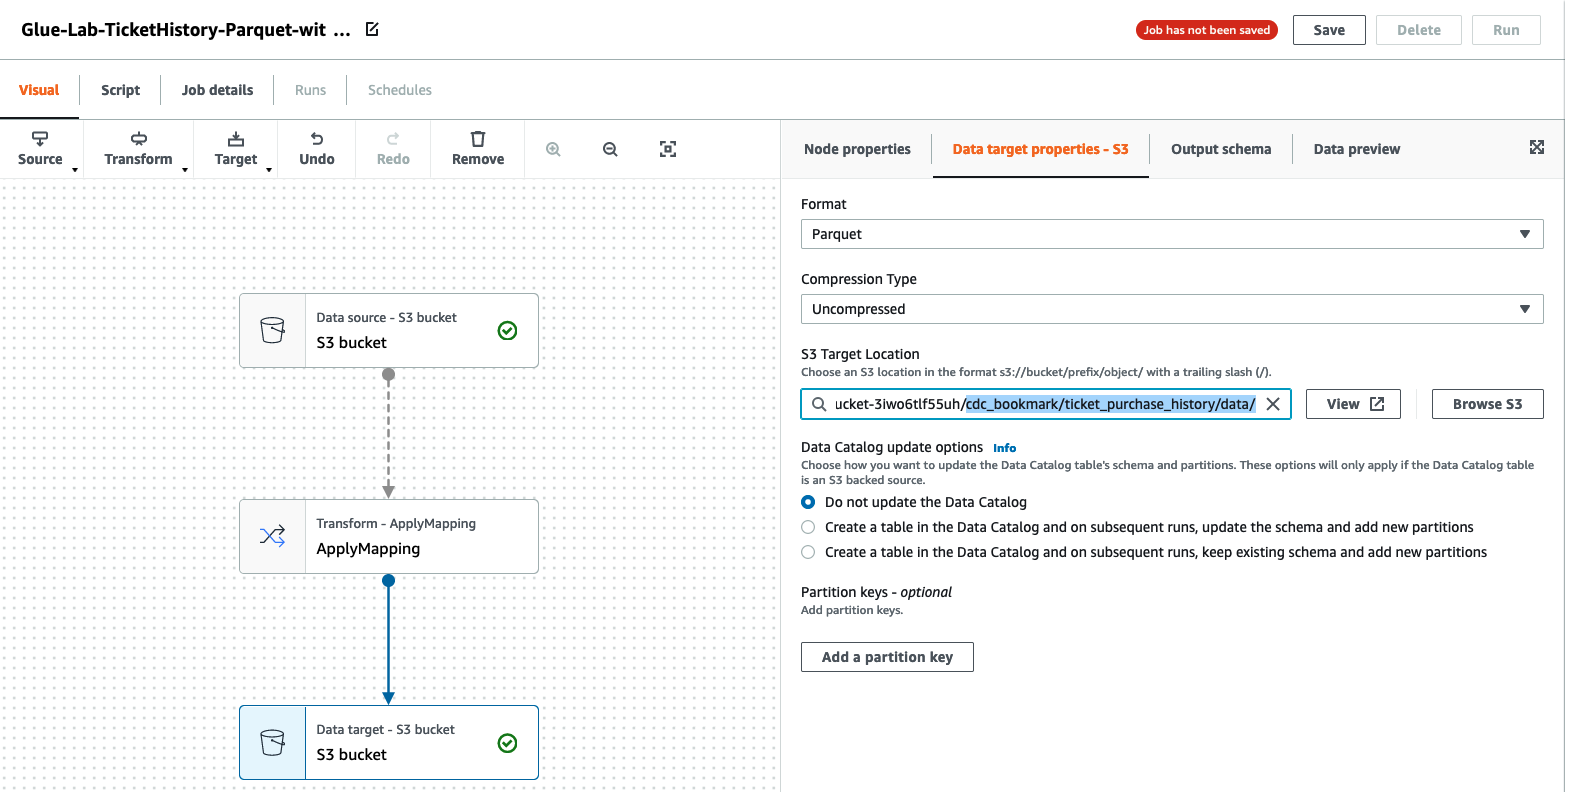 Glue-Lab-TicketHistory-Parquet-wit ...
Job has not been saved
Save
Delete
Run
Visual
Script
Job details
Runs
Schedules
Source
Transform
Target
Undo
Redo
Remove
Node properties
Data target properties - S3
Output schema
Data preview
Data source - S3 bucket
S3 bucket
Transform - ApplyMapping
ApplyMapping
Data target - S3 bucket
S3 bucket
Format
Parquet
Compression Type
Uncompressed
S3 Target Location
Choose an S3 location in the format s3://bucket/prefix/object/ with a trailing slash (/).
ucket-3iwo6tlf55uh/cdc_bookmark/ticket_purchase_history/data/
View
Browse S3
Data Catalog update options Info
Choose how you want to update the Data Catalog table's schema and partitions. These options will only apply if the Data Catalog table
is an S3 backed source.
Do not update the Data Catalog
Create a table in the Data Catalog and on subsequent runs, update the schema and add new partitions
Create a table in the Data Catalog and on subsequent runs, keep existing schema and add new partitions
Partition keys - optional
Add partition keys.
Add a partition key